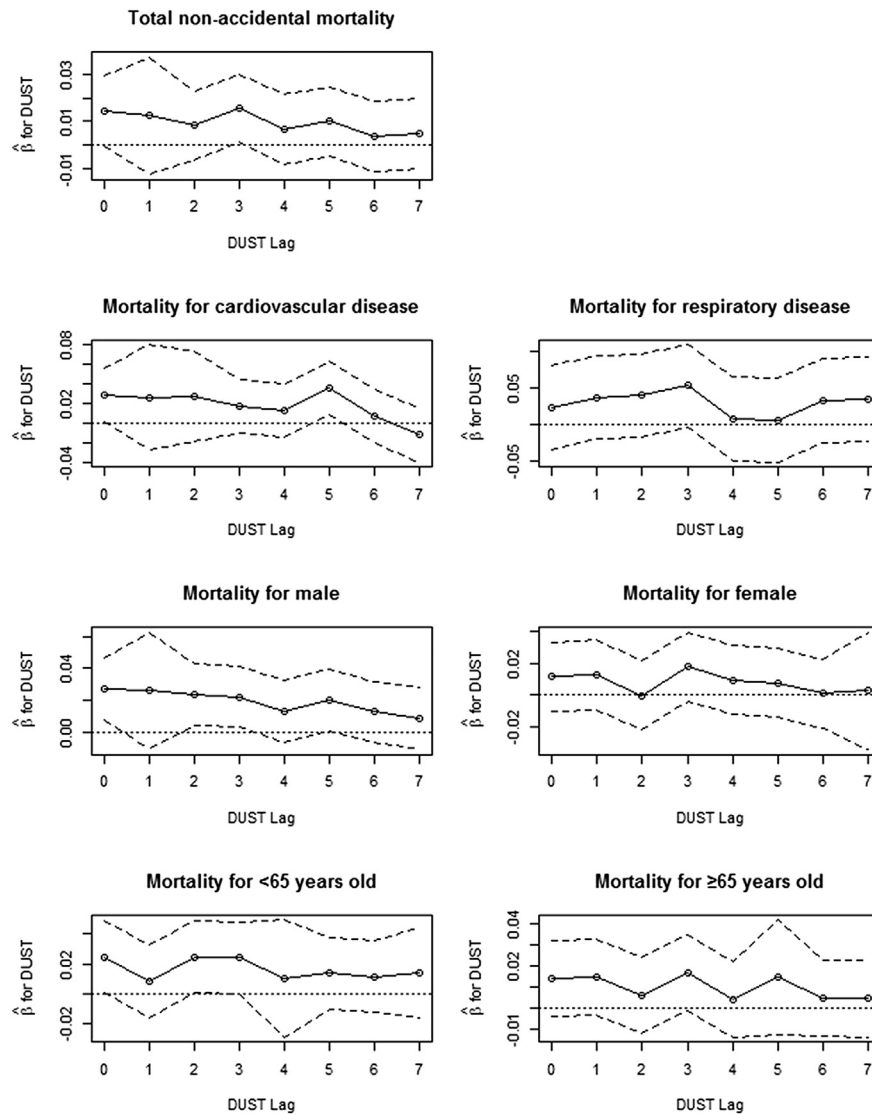 Total non-accidental mortality
β̂ for DUST
0.03
0.01
-0.01
0 1 2 3 4 5 6 7
DUST Lag
Mortality for cardiovascular disease
β̂ for DUST
0.08
0.02
-0.04
0 1 2 3 4 5 6 7
DUST Lag
Mortality for respiratory disease
β̂ for DUST
0.05
-0.05
0 1 2 3 4 5 6 7
DUST Lag
Mortality for male
β̂ for DUST
0.04
0.00
0 1 2 3 4 5 6 7
DUST Lag
Mortality for female
β̂ for DUST
0.02
-0.02
0 1 2 3 4 5 6 7
DUST Lag
Mortality for <65 years old
β̂ for DUST
0.02
-0.02
0 1 2 3 4 5 6 7
DUST Lag
Mortality for ≥65 years old
β̂ for DUST
0.04
0.02
-0.01
0 1 2 3 4 5 6 7
DUST Lag